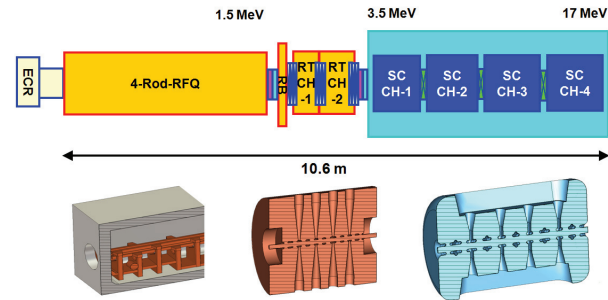 1.5 MeV
3.5 MeV
17 MeV
ECR
4-Rod-RFQ
RB
RT
CH
-1
RT
CH
-2
SC
CH-1
SC
CH-2
SC
CH-3
SC
CH-4
10.6 m